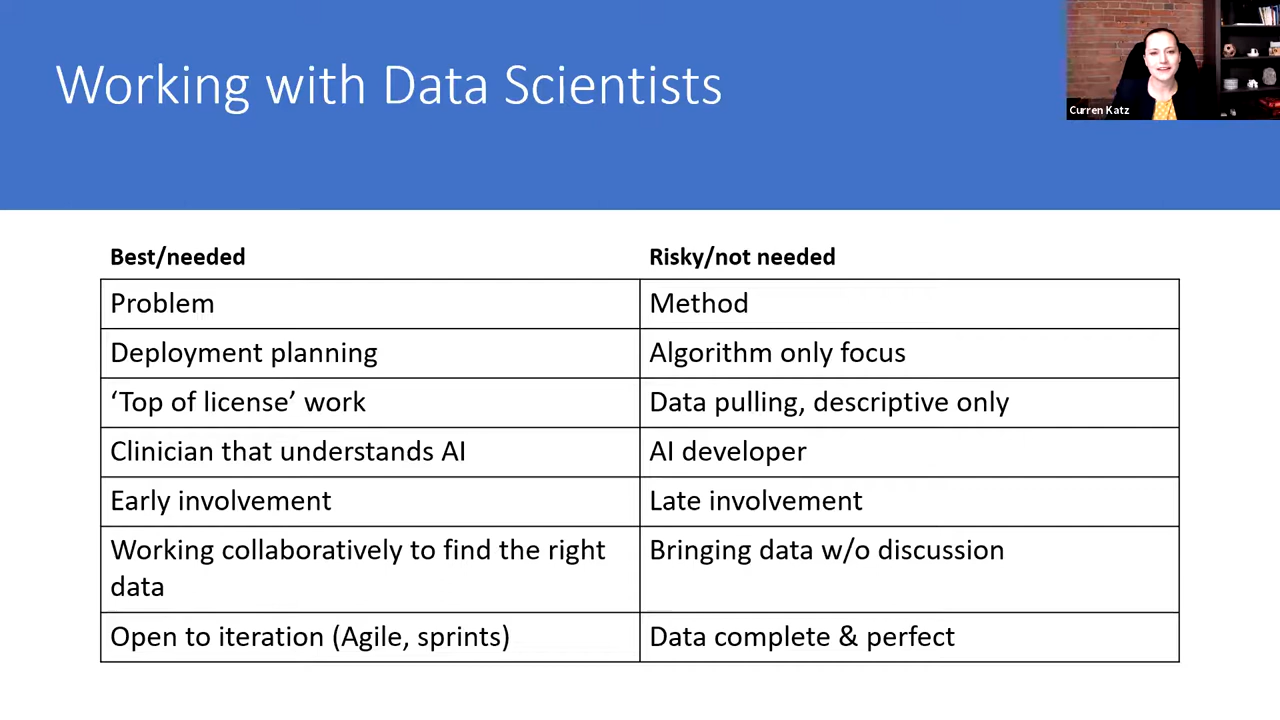 Working with Data Scientists
Curren Katz
Best/needed Risky/not needed
Problem Method
Deployment planning Algorithm only focus
‘Top of license’ work Data pulling, descriptive only
Clinician that understands AI AI developer
Early involvement Late involvement
Working collaboratively to find the right Bringing data w/o discussion
data
Open to iteration (Agile, sprints) Data complete & perfect